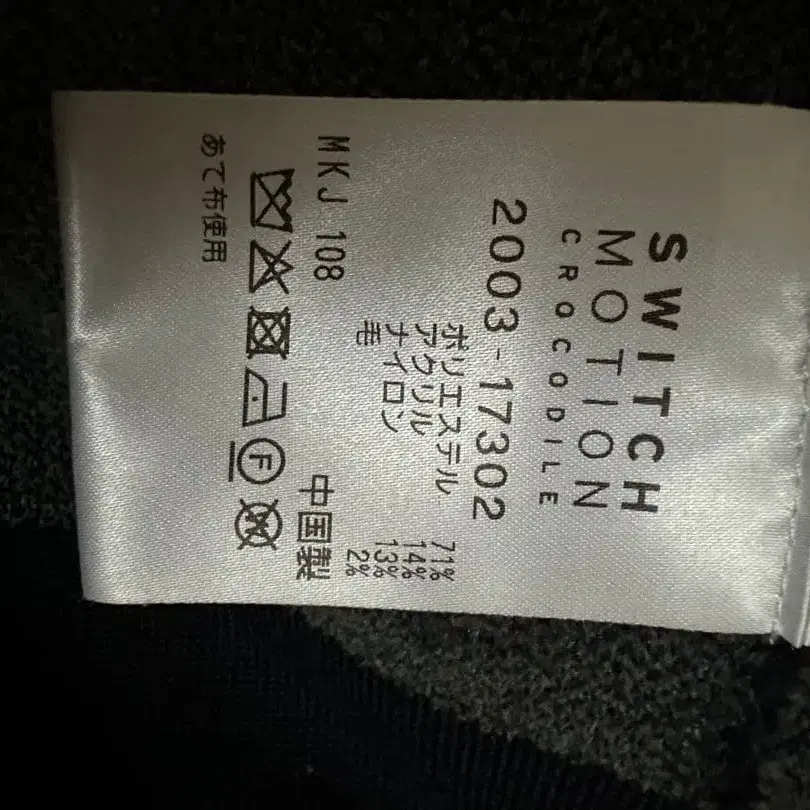 SWITCH
MOTION
CROCODILE
2003-17302
ポリエステル 71%
アクリル 14%
ナイロン 13%
毛 2%
MKJ 108 中国製
F W
あて布使用